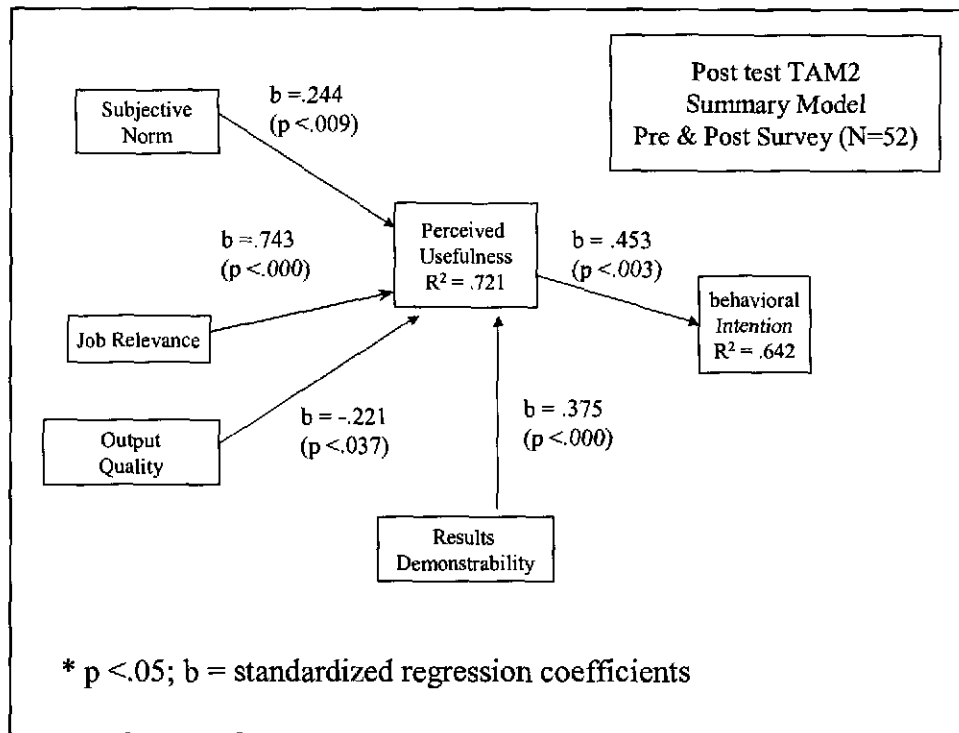 Post test TAM2
Summary Model
Pre & Post Survey (N=52)
b =.244
(p <.009)
Subjective
Norm
b =.743
(p <.000)
Perceived
Usefulness
R² = .721
b = .453
(p <.003)
behavioral
Intention
R² = .642
Job Relevance
b = -.221
(p <.037)
b = .375
(p <.000)
Output
Quality
Results
Demonstrability
* p <.05; b = standardized regression coefficients